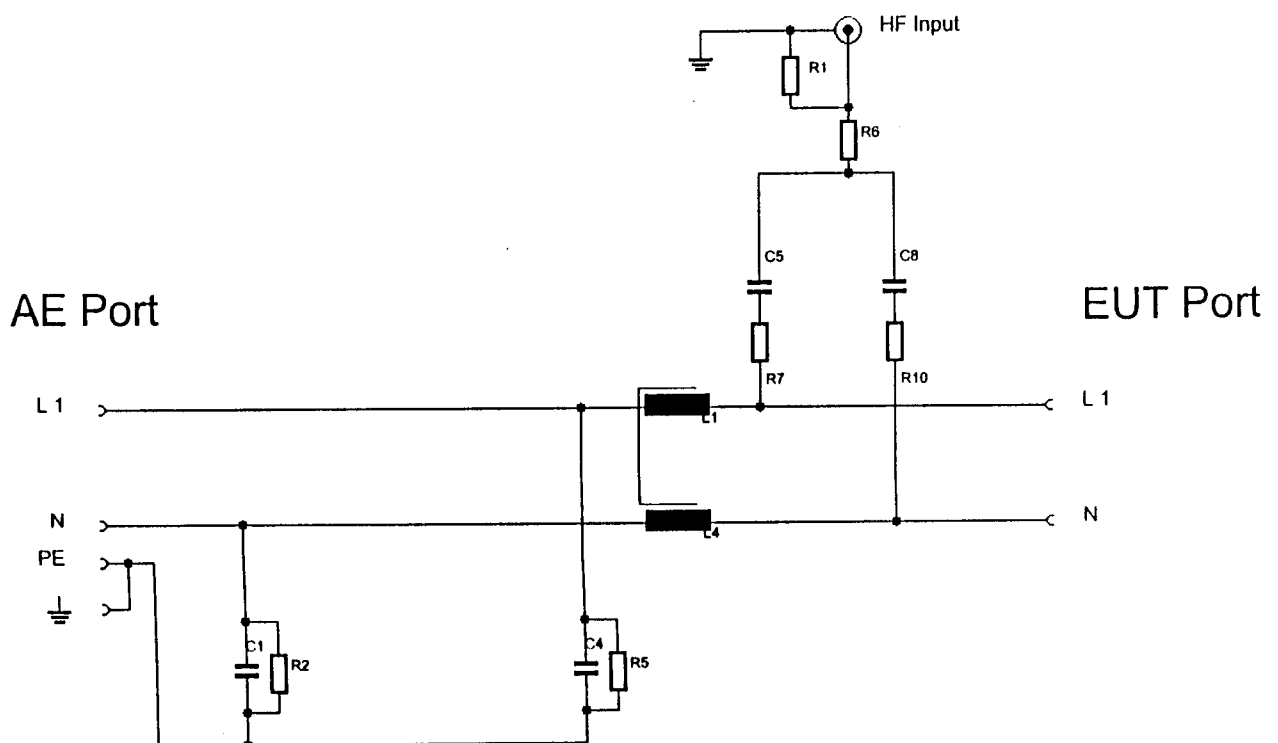 HF Input
R1
R6
C5
C8
AE Port
EUT Port
R7
R10
L 1
L1
L 1
N
L4
N
PE
C1
R2
C4
R5